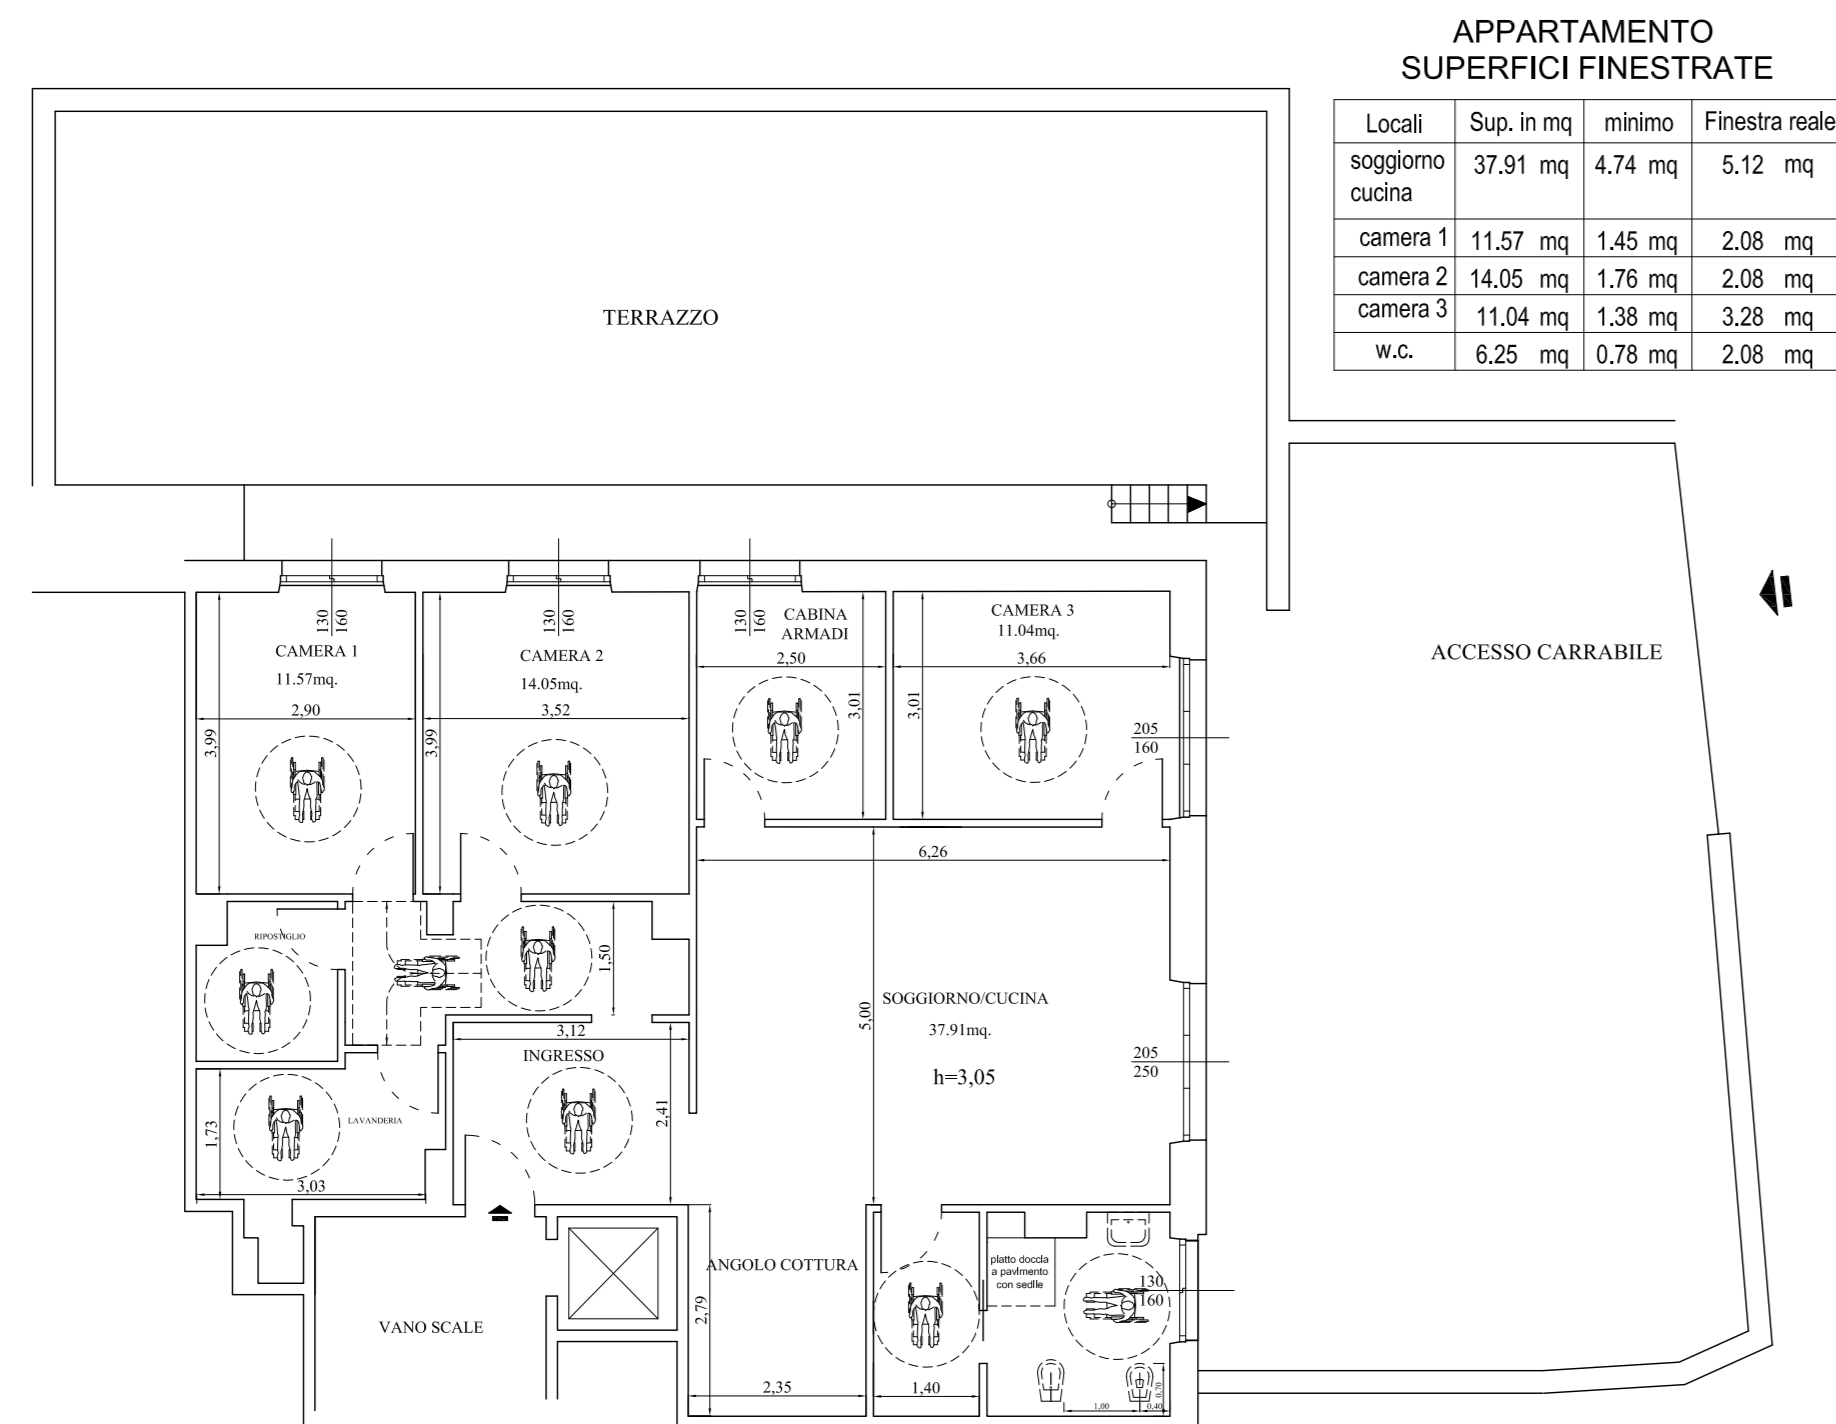 APPARTAMENTO
SUPERFICI FINESTRATE
Locali Sup. in mq minimo Finestra reale
soggiorno cucina 37.91 mq 4.74 mq 5.12 mq
camera 1 11.57 mq 1.45 mq 2.08 mq
camera 2 14.05 mq 1.76 mq 2.08 mq
camera 3 11.04 mq 1.38 mq 3.28 mq
w.c. 6.25 mq 0.78 mq 2.08 mq
TERRAZZO
ACCESSO CARRABILE
130
160
CAMERA 1
11.57mq.
2,90
3,99
130
160
CAMERA 2
14.05mq.
3,52
3,99
130
160
CABINA
ARMADI
2,50
3,01
CAMERA 3
11.04mq.
3,66
3,01
205
160
6,26
RIPOSTIGLIO
1,50
SOGGIORNO/CUCINA
37.91mq.
h=3,05
5,00
205
250
3,12
INGRESSO
2,41
LAVANDERIA
1,73
3,03
ANGOLO COTTURA
2,79
2,35
VANO SCALE
platto doccia
a pavimento
con sedile
130
160
1,40
0,70
1,00
0,40